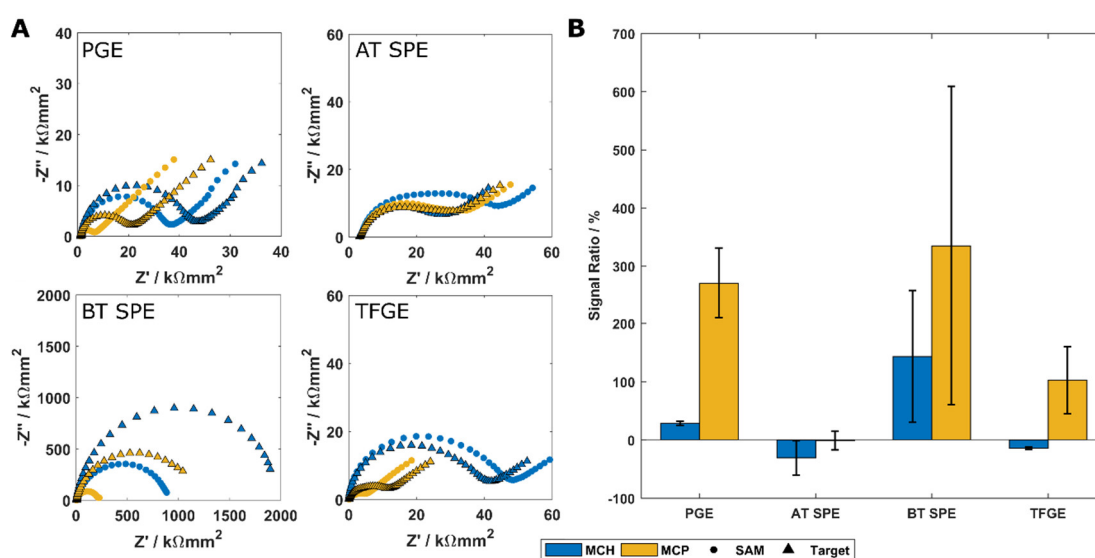 A
PGE
-Z'' / kΩmm²
40
30
20
10
0
0 20 40 30 40
Z' / kΩmm²
AT SPE
-Z'' / kΩmm²
60
40
20
0
0 20 40 60
Z' / kΩmm²
BT SPE
-Z'' / kΩmm²
2000
1500
1000
500
0
0 500 1000 1500 2000
Z' / kΩmm²
TFGE
-Z'' / kΩmm²
60
40
20
0
0 20 40 60
Z' / kΩmm²
B
Signal Ratio / %
700
600
500
400
300
200
100
0
-100
PGE AT SPE BT SPE TFGE
MCH MCP SAM Target